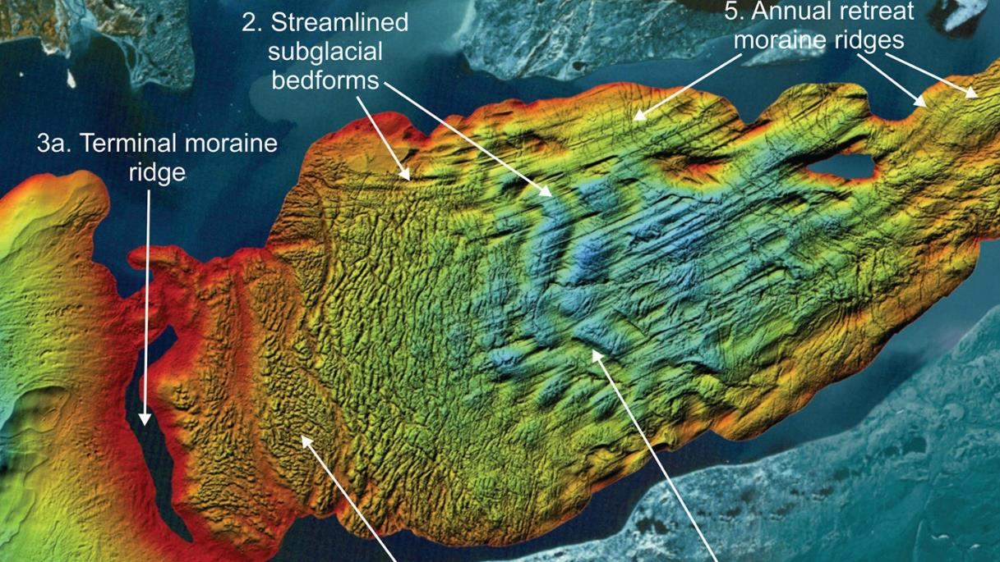 2. Streamlined
subglacial
bedforms
5. Annual retreat
moraine ridges
3a. Terminal moraine
ridge